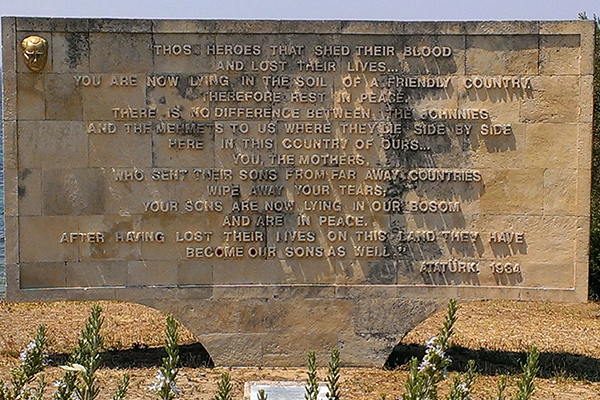 THOS HEROES THAT SHED THEIR BLOOD
AND LOST THEIR LIVES...
YOU ARE NOW LYING IN THE SOIL OF A FRIENDLY COUNTRY.
THEREFORE REST IN PEACE.
THERE IS NO DIFFERENCE BETWEEN THE JOHNNIES
AND THE MEHMETS TO US WHERE THEY LIE SIDE BY SIDE
HERE IN THIS COUNTRY OF OURS...
YOU, THE MOTHERS,
WHO SENT THEIR SONS FROM FAR AWAY COUNTRIES
WIPE AWAY YOUR TEARS;
YOUR SONS ARE NOW LYING IN OUR BOSOM
AND ARE IN PEACE.
AFTER HAVING LOST THEIR LIVES ON THIS LAND THEY HAVE
BECOME OUR SONS AS WELL.
ATATÜRK 1934